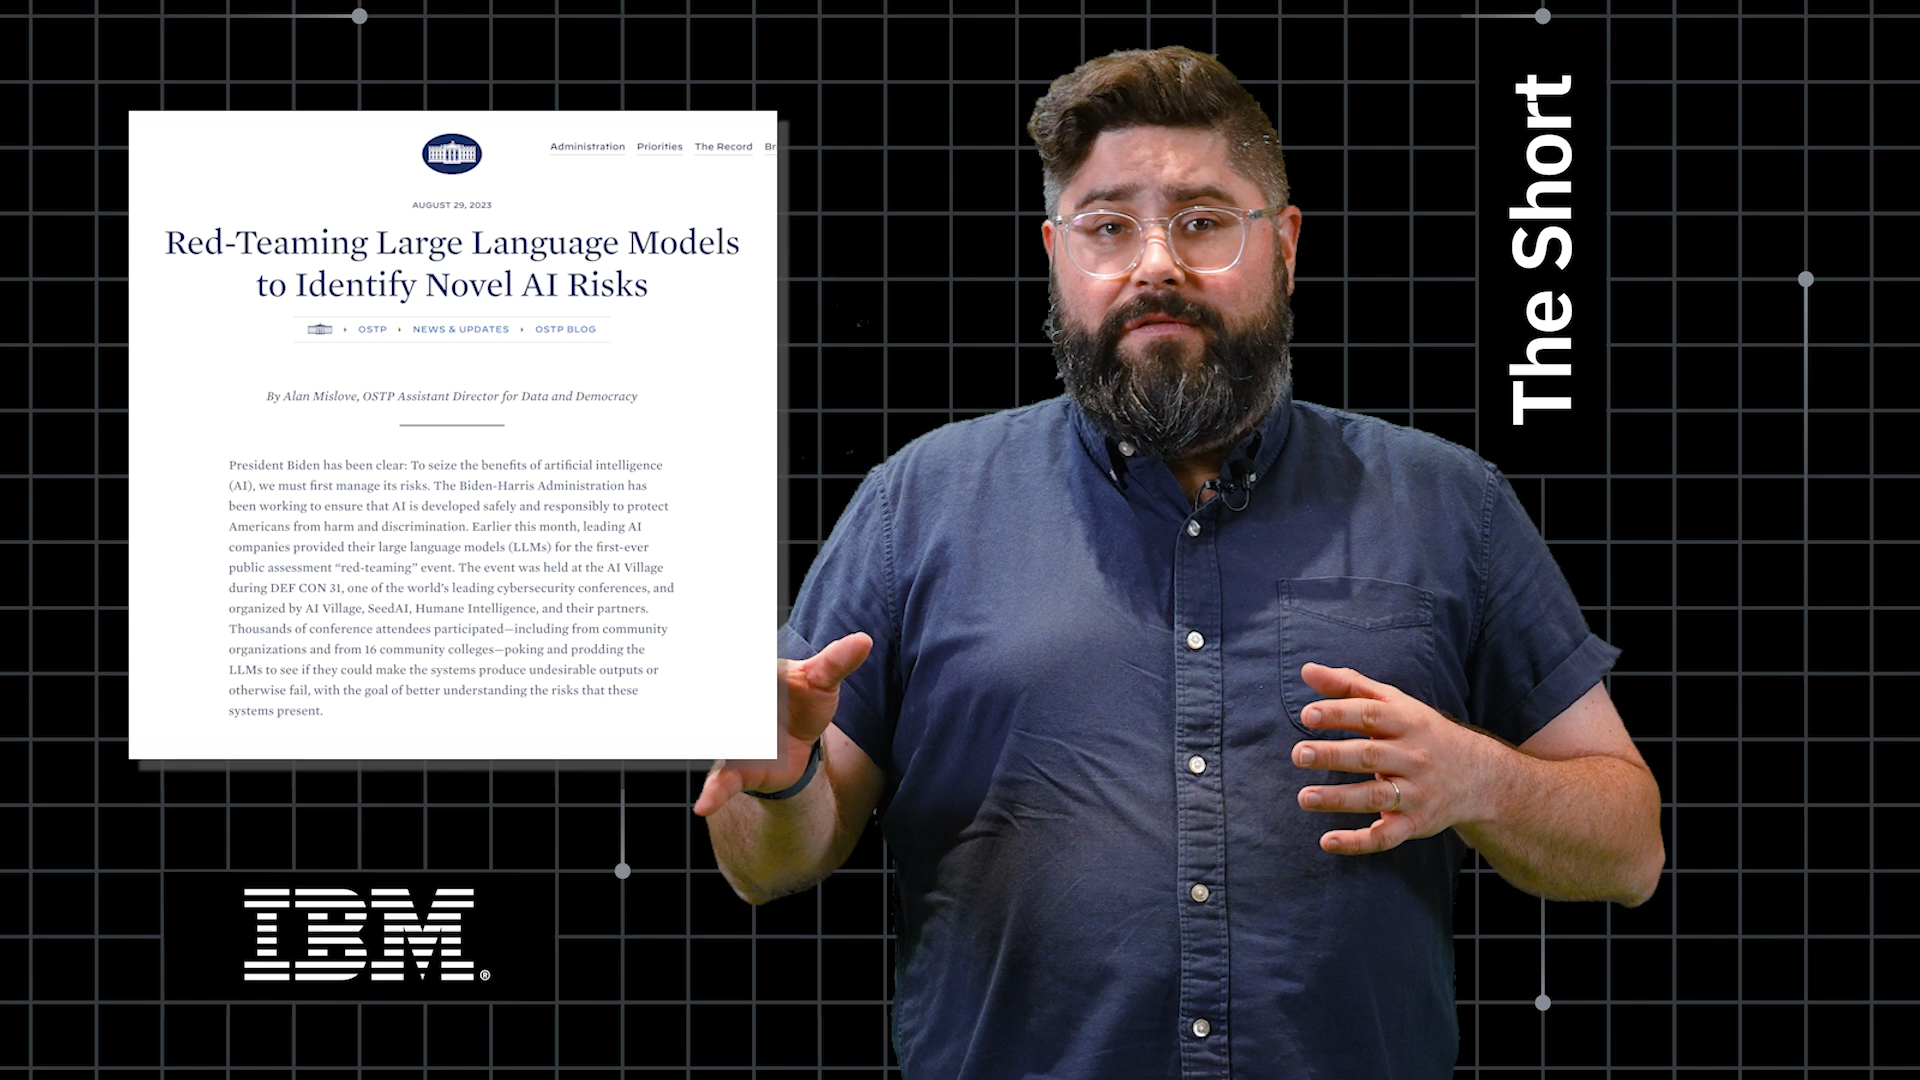 Administration Priorities The Record Br
AUGUST 29, 2023
Red-Teaming Large Language Models
to Identify Novel AI Risks
OSTP › NEWS & UPDATES › OSTP BLOG
By Alan Mislove, OSTP Assistant Director for Data and Democracy
President Biden has been clear: To seize the benefits of artificial intelligence
(AI), we must first manage its risks. The Biden-Harris Administration has
been working to ensure that AI is developed safely and responsibly to protect
Americans from harm and discrimination. Earlier this month, leading AI
companies provided their large language models (LLMs) for the first-ever
public assessment “red-teaming” event. The event was held at the AI Village
during DEF CON 31, one of the world’s leading cybersecurity conferences, and
organized by AI Village, SeedAI, Humane Intelligence, and their partners.
Thousands of conference attendees participated—including from community
organizations and from 16 community colleges—poking and prodding the
LLMs to see if they could make the systems produce undesirable outputs or
otherwise fail, with the goal of better understanding the risks that these
systems present.
The Short
IBM®